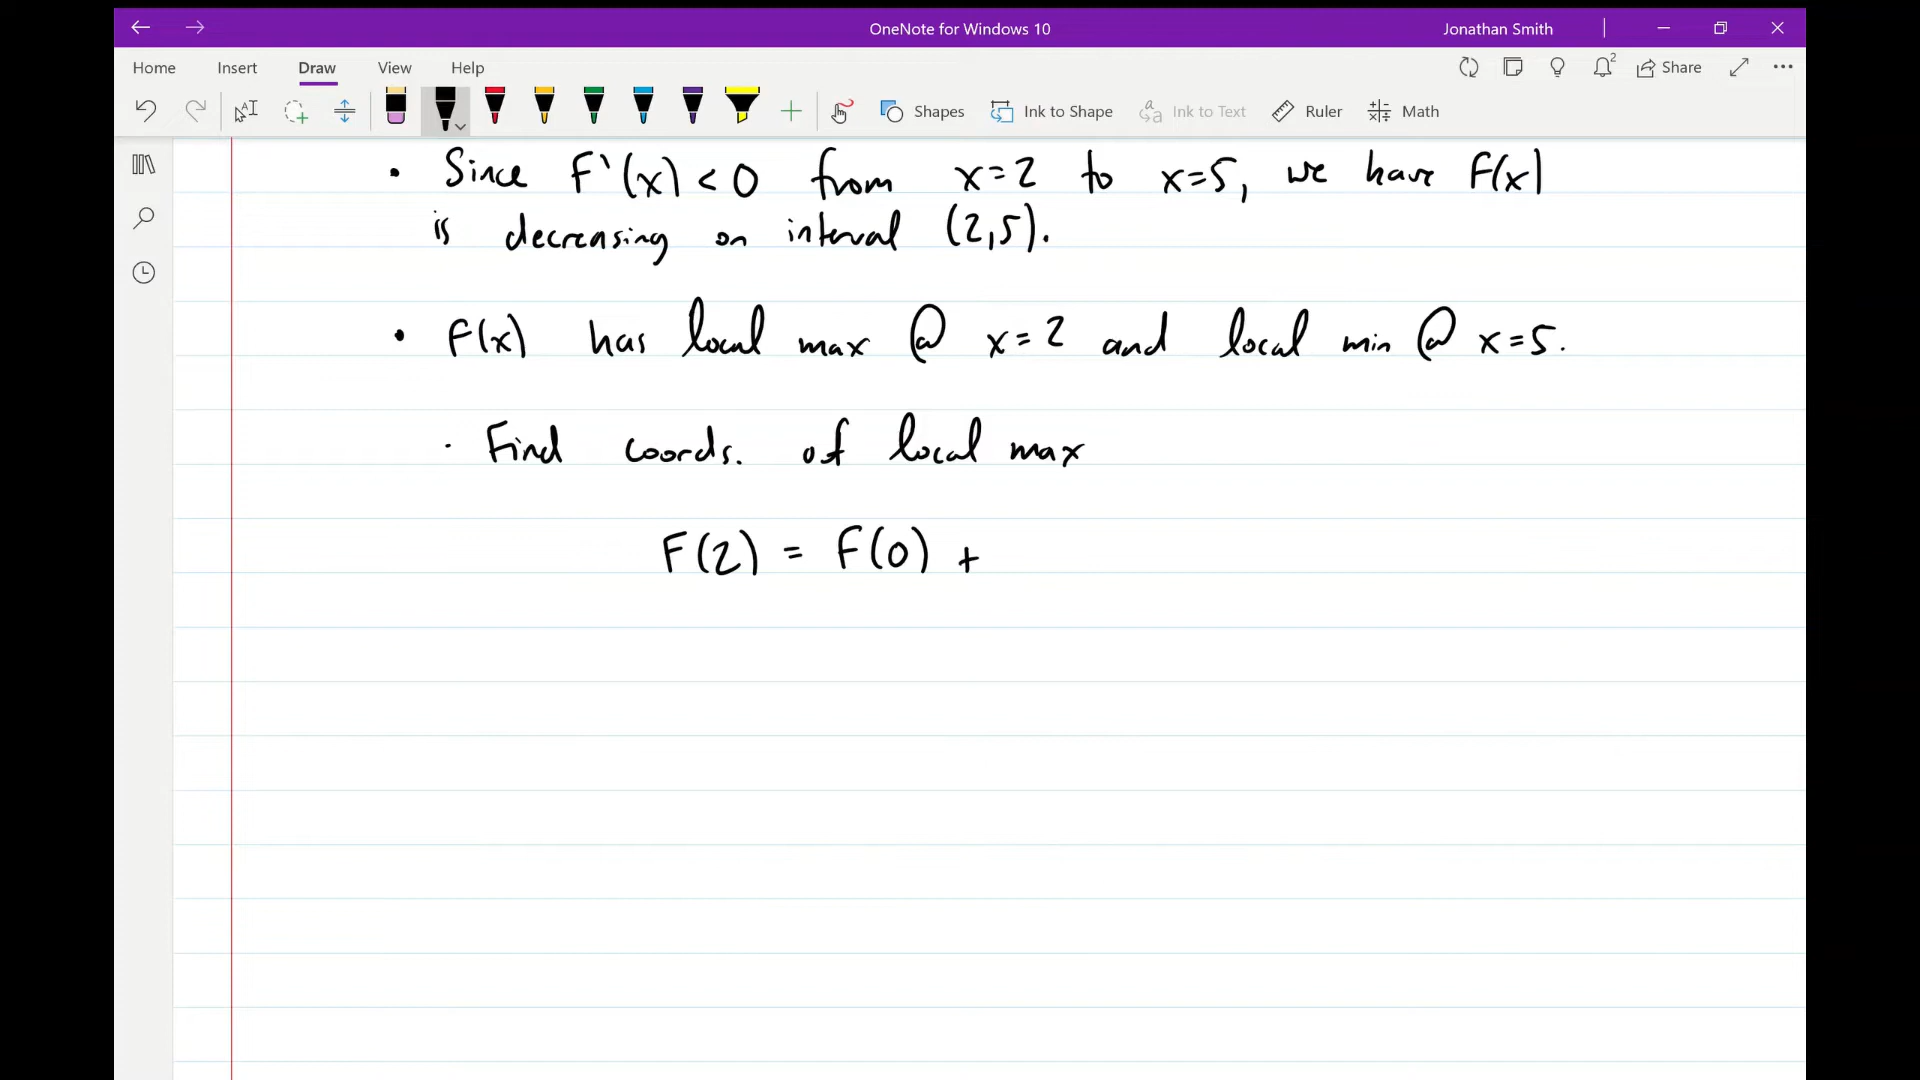 OneNote for Windows 10
Jonathan Smith
Home Insert Draw View Help
2
Share
Shapes Ink to Shape Ink to Text Ruler Math
• Since F'(x) < 0 from x=2 to x=5, we have F(x)
is decreasing on interval (2,5).
• F(x) has local max @ x=2 and local min @ x=5.
· Find coords. of local max
F(2) = F(0) +